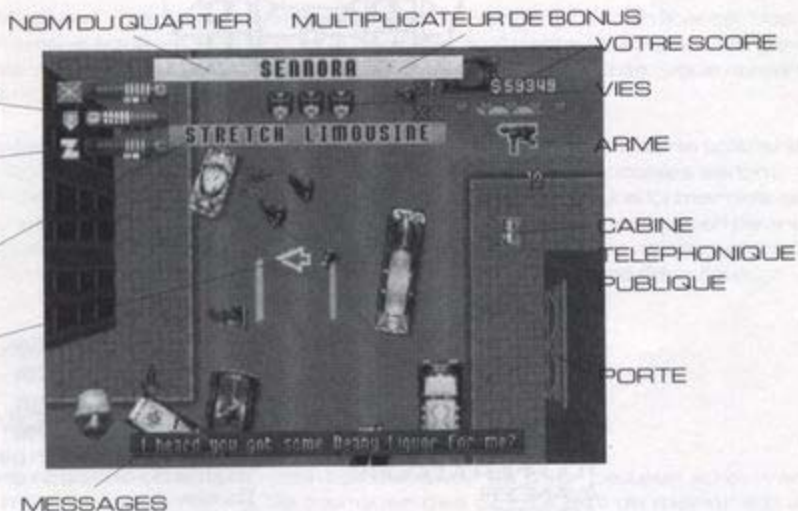 NOM DU QUARTIER
MULTIPLICATEUR DE BONUS
VOTRE SCORE
SENNORA
$59349
VIES
STRETCH LIMOUSINE
ARME
CABINE
TELEPHONIQUE
PUBLIQUE
PORTE
I heard you got some Liquor For me?
MESSAGES